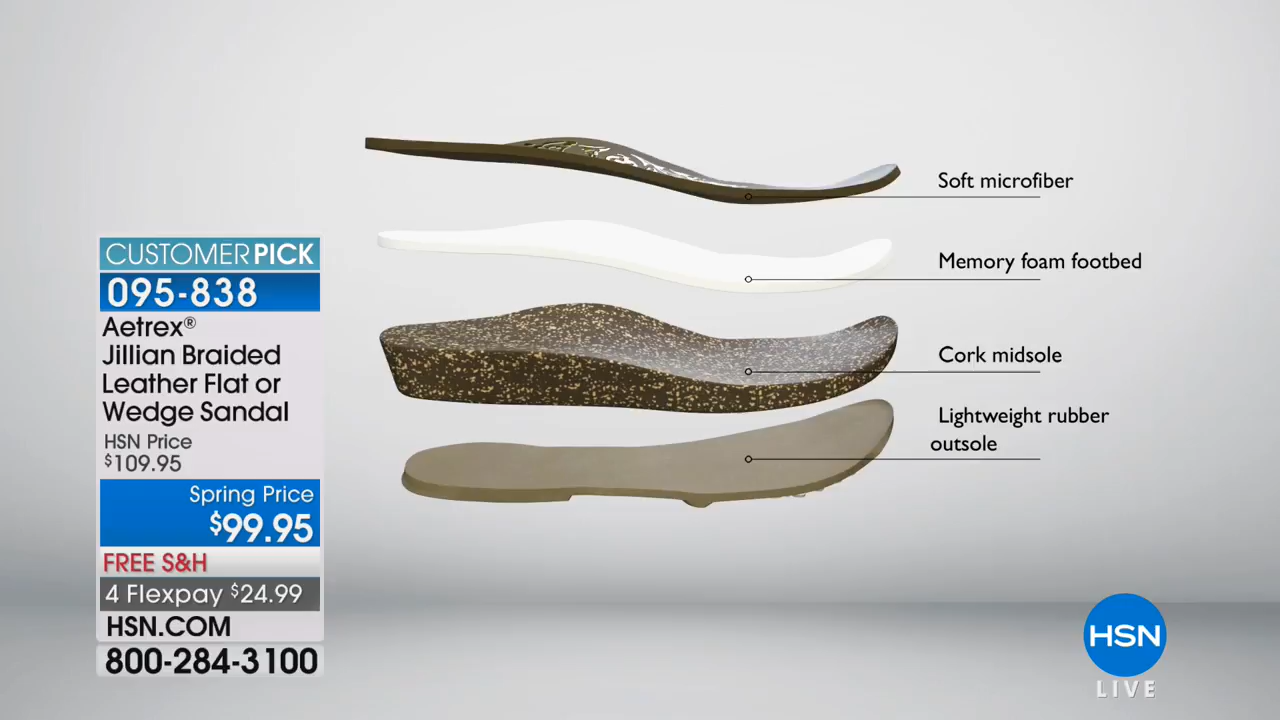 CUSTOMER PICK
095-838
Aetrex®
Jillian Braided
Leather Flat or
Wedge Sandal
HSN Price
$109.95
Spring Price
$99.95
FREE S&H
4 Flexpay $24.99
HSN.COM
800-284-3100
Soft microfiber
Memory foam footbed
Cork midsole
Lightweight rubber
outsole
HSN
LIVE